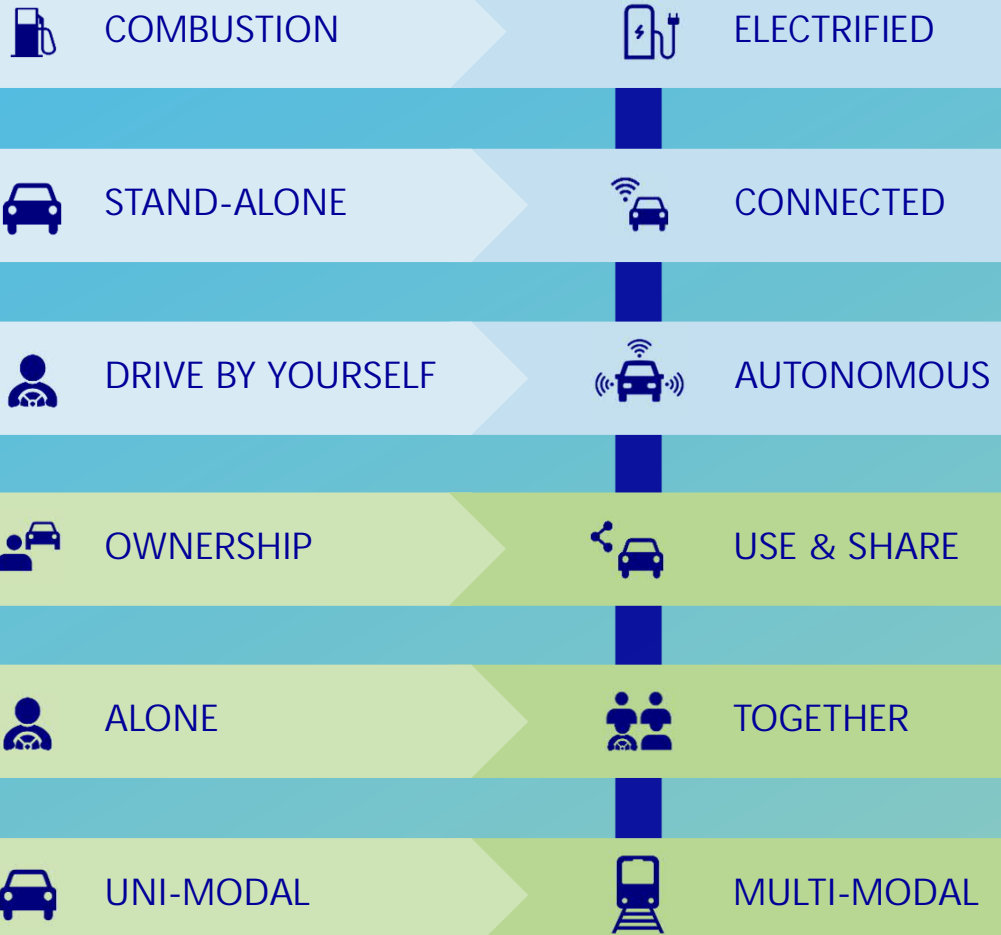 COMBUSTION
ELECTRIFIED
STAND-ALONE
CONNECTED
DRIVE BY YOURSELF
AUTONOMOUS
OWNERSHIP
USE & SHARE
ALONE
TOGETHER
UNI-MODAL
MULTI-MODAL